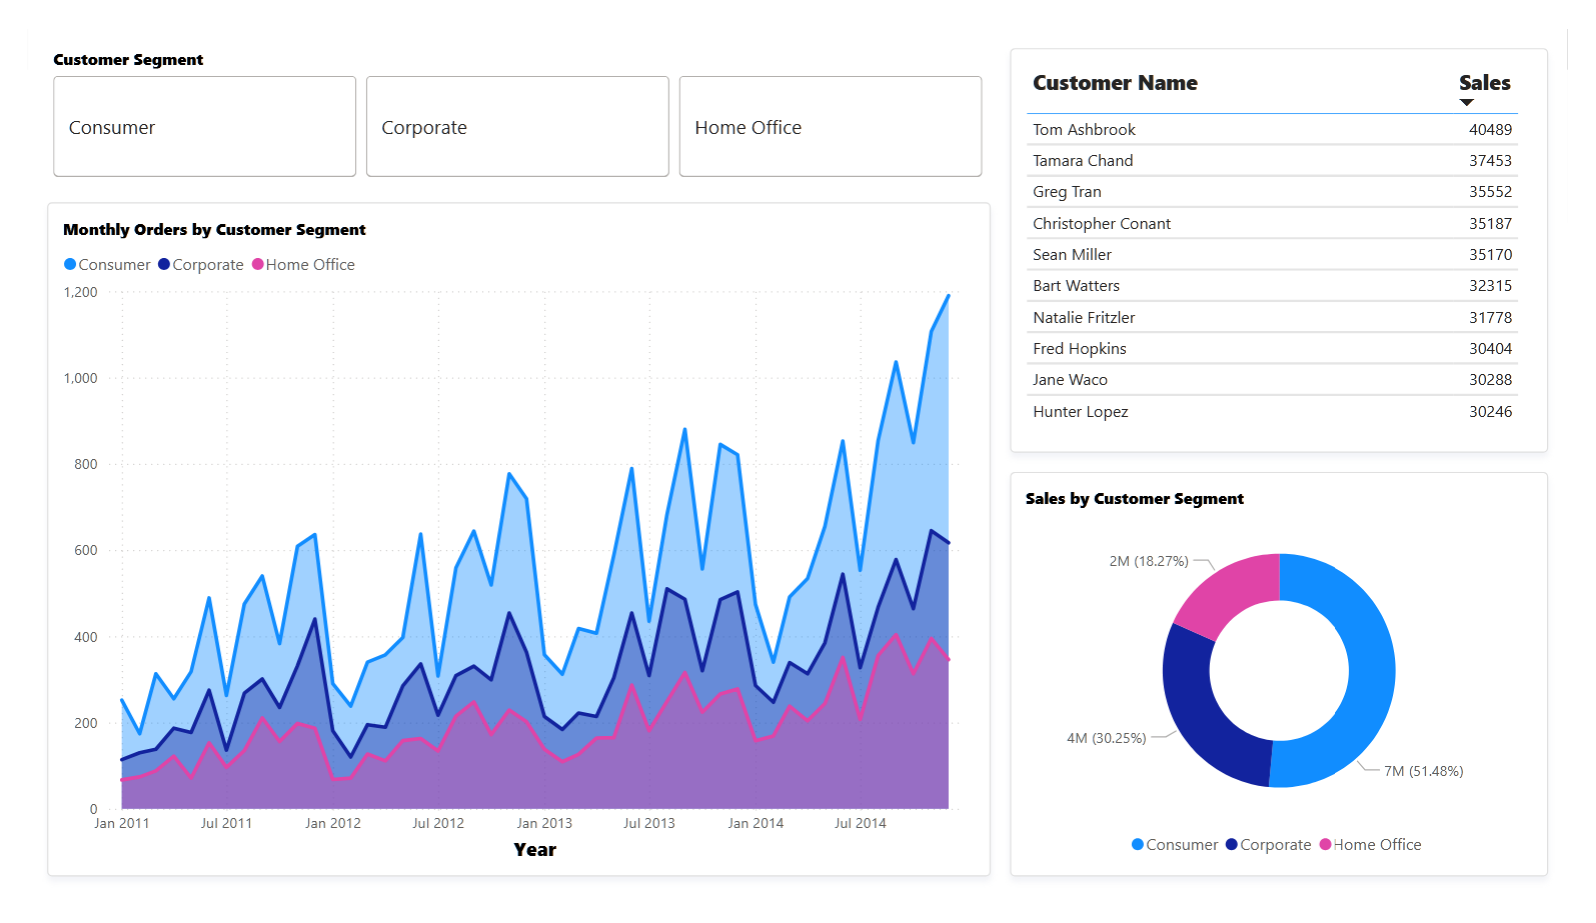 Customer Segment
Consumer
Corporate
Home Office
Monthly Orders by Customer Segment
Consumer Corporate Home Office
1,200
1,000
800
600
400
200
0
Jan 2011 Jul 2011 Jan 2012 Jul 2012 Jan 2013 Jul 2013 Jan 2014 Jul 2014
Year
Customer Name Sales
Tom Ashbrook 40489
Tamara Chand 37453
Greg Tran 35552
Christopher Conant 35187
Sean Miller 35170
Bart Watters 32315
Natalie Fritzler 31778
Fred Hopkins 30404
Jane Waco 30288
Hunter Lopez 30246
Sales by Customer Segment
2M (18.27%)
4M (30.25%)
7M (51.48%)
Consumer Corporate Home Office